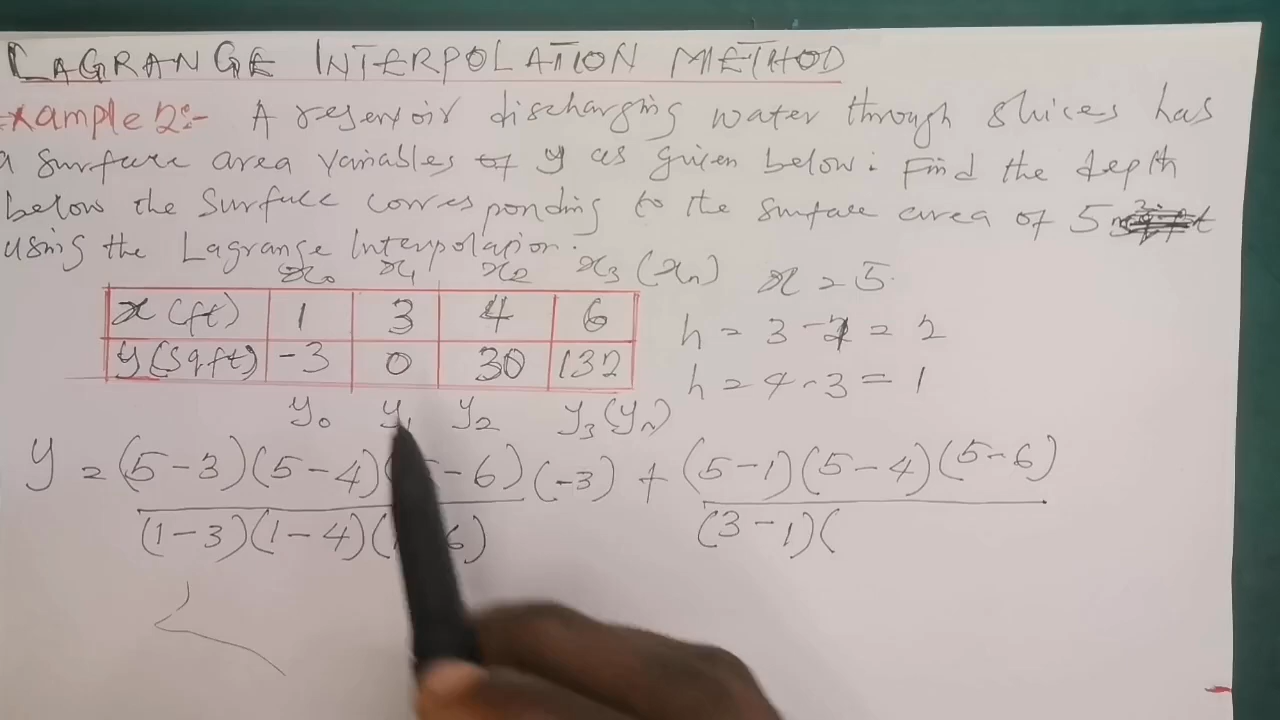 LAGRANGE INTERPOLATION METHOD
Example 2:- A reservoir discharging water through sluices has
a surface area variables of y as given below: Find the depth
below the surface corresponding to the surface area of 5
using the Lagrange Interpolation.
x₀ x₁ x₂ x₃ (xₙ) x = 5
x (ft) 1 3 4 6 h = 3 - 1 = 2
y (sqft) -3 0 30 132 h = 4 - 3 = 1
y₀ y₁ y₂ y₃ (yₙ)
y = (5-3)(5-4)( -6)(-3) + (5-1)(5-4)(5-6)
(1-3)(1-4)( 6) (3-1)(